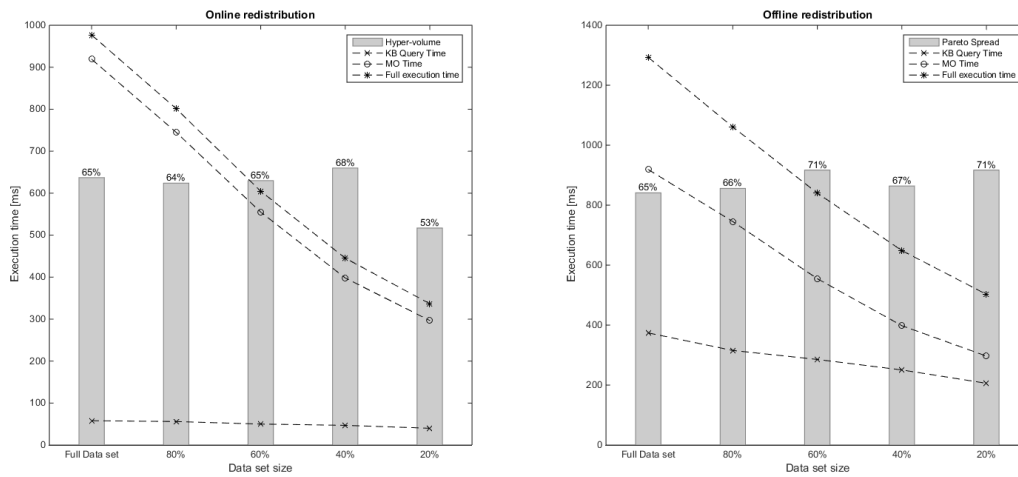 Online redistribution
1000
900
800
700
600
500
400
300
200
100
0
Execution time [ms]
Hyper-volume
KB Query Time
MO Time
Full execution time
65%
64%
65%
68%
53%
Full Data set
80%
60%
40%
20%
Data set size
Offline redistribution
1400
1200
1000
800
600
400
200
0
Execution time [ms]
Pareto Spread
KB Query Time
MO Time
Full execution time
65%
66%
71%
67%
71%
Full Data set
80%
60%
40%
20%
Data set size